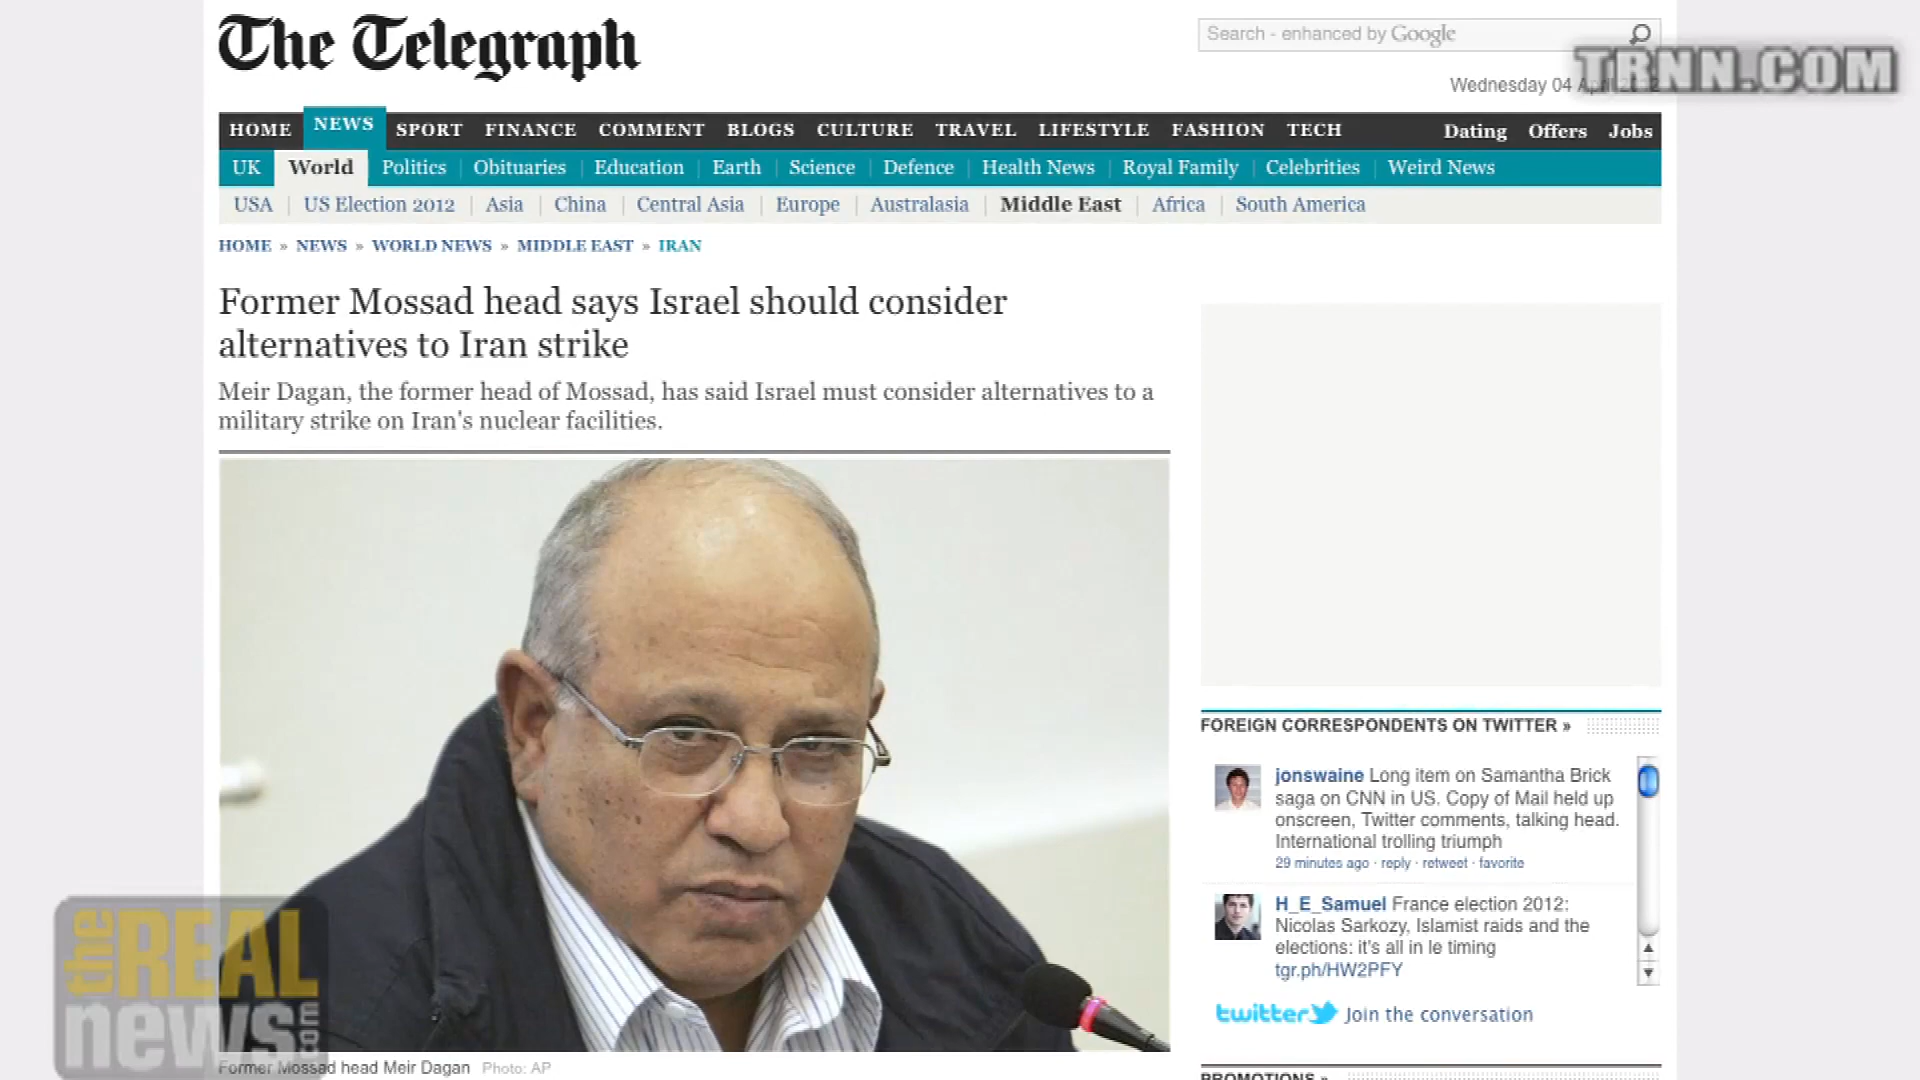 The Telegraph
Search - enhanced by Google
TRNN.COM
Wednesday 04 April 2012
HOME NEWS SPORT FINANCE COMMENT BLOGS CULTURE TRAVEL LIFESTYLE FASHION TECH Dating Offers Jobs
UK World Politics Obituaries Education Earth Science Defence Health News Royal Family Celebrities Weird News
USA US Election 2012 Asia China Central Asia Europe Australasia Middle East Africa South America
HOME » NEWS » WORLD NEWS » MIDDLE EAST » IRAN
Former Mossad head says Israel should consider
alternatives to Iran strike
Meir Dagan, the former head of Mossad, has said Israel must consider alternatives to a
military strike on Iran's nuclear facilities.
FOREIGN CORRESPONDENTS ON TWITTER »
jonswaine Long item on Samantha Brick
saga on CNN in US. Copy of Mail held up
onscreen, Twitter comments, talking head.
International trolling triumph
29 minutes ago · reply · retweet · favorite
H_E_Samuel France election 2012:
Nicolas Sarkozy, Islamist raids and the
elections: it's all in le timing
tgr.ph/HW2PFY
twitter Join the conversation
the REAL
news.com
Former Mossad head Meir Dagan Photo: AP
PROMOTIONS »